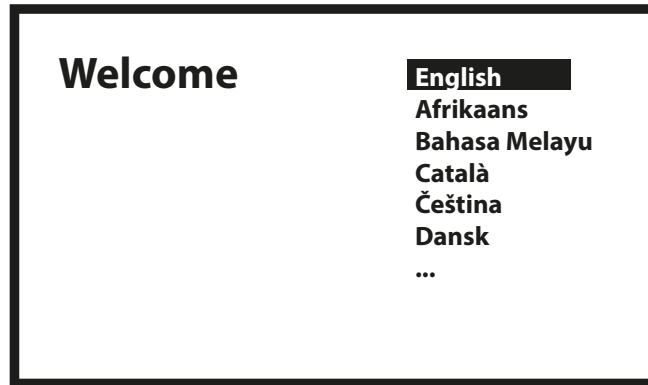 Welcome
English
Afrikaans
Bahasa Melayu
Català
Čeština
Dansk
...